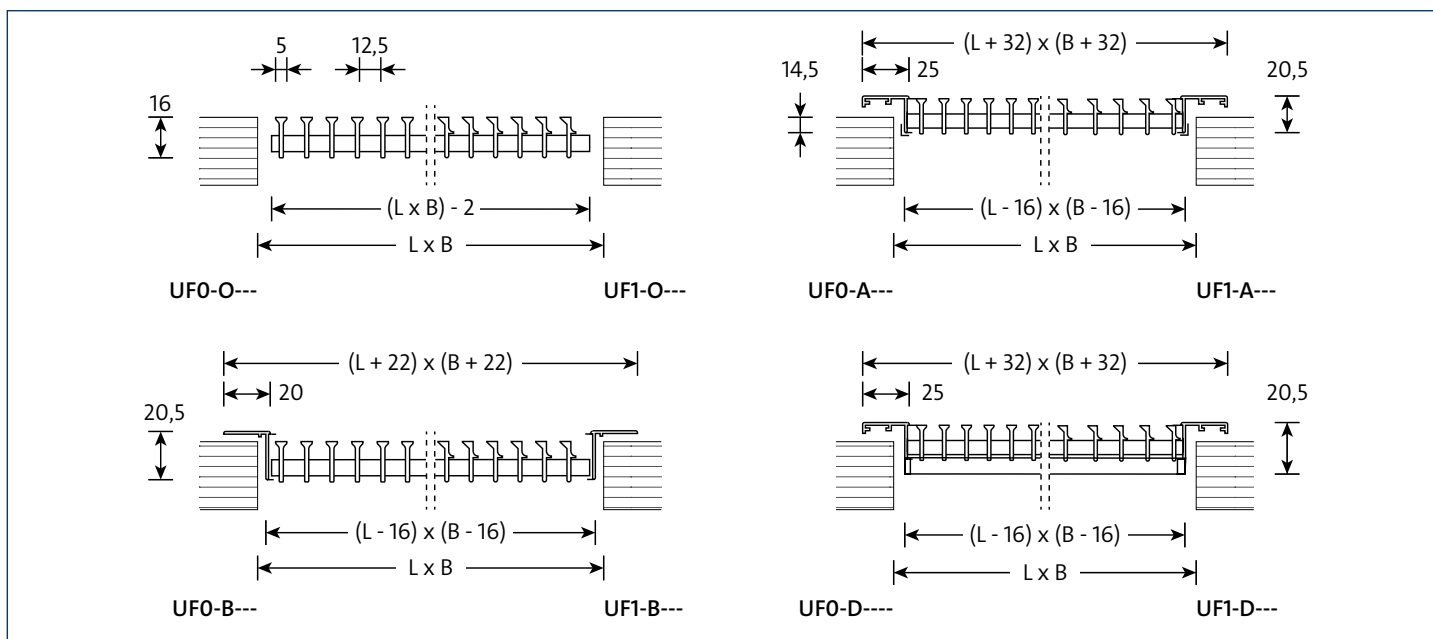 5 12,5
16
(L x B) - 2
L x B
UF0-O--- UF1-O---
(L + 32) x (B + 32)
14,5 25 20,5
(L - 16) x (B - 16)
L x B
UF0-A--- UF1-A---
(L + 22) x (B + 22)
20
20,5
(L - 16) x (B - 16)
L x B
UF0-B--- UF1-B---
(L + 32) x (B + 32)
25 20,5
(L - 16) x (B - 16)
L x B
UF0-D---- UF1-D---